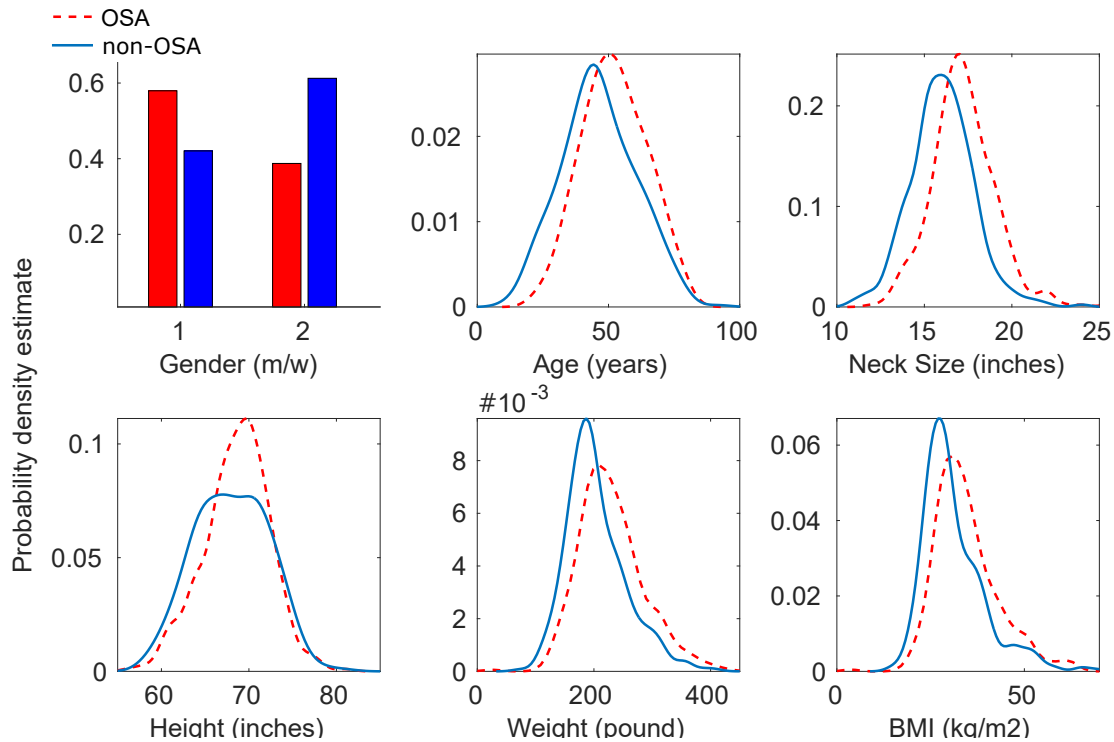 OSA
non-OSA
Probability density estimate
0.6
0.4
0.2
1 2
Gender (m/w)
0.02
0.01
0
0 50 100
Age (years)
0.2
0.1
0
10 15 20 25
Neck Size (inches)
0.1
0.05
0
60 70 80
Height (inches)
#10-3
8
6
4
2
0
0 200 400
Weight (pound)
0.06
0.04
0.02
0
0 50
BMI (kg/m2)